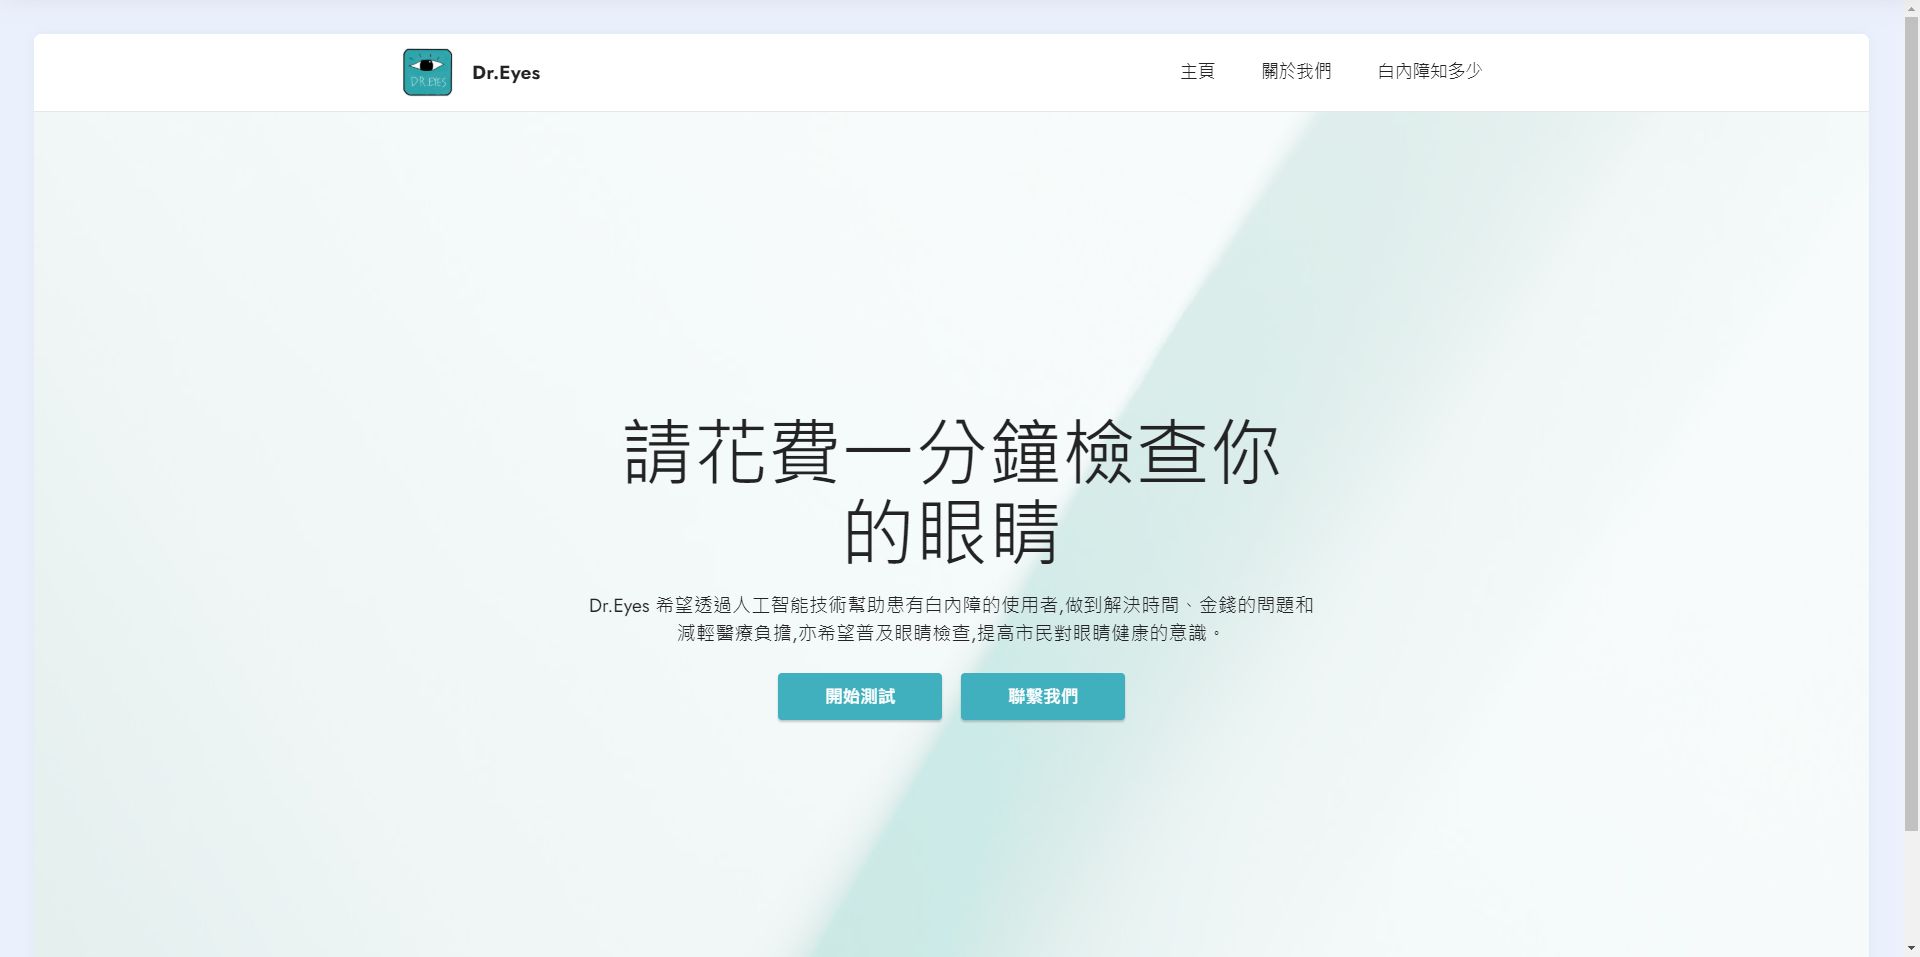 DR.EYES
Dr.Eyes
主頁
關於我們
白內障知多少
請花費一分鐘檢查你
的眼睛
Dr.Eyes 希望透過人工智能技術幫助患有白內障的使用者,做到解決時間、金錢的問題和
減輕醫療負擔,亦希望普及眼睛檢查,提高市民對眼睛健康的意識。
開始測試
聯繫我們